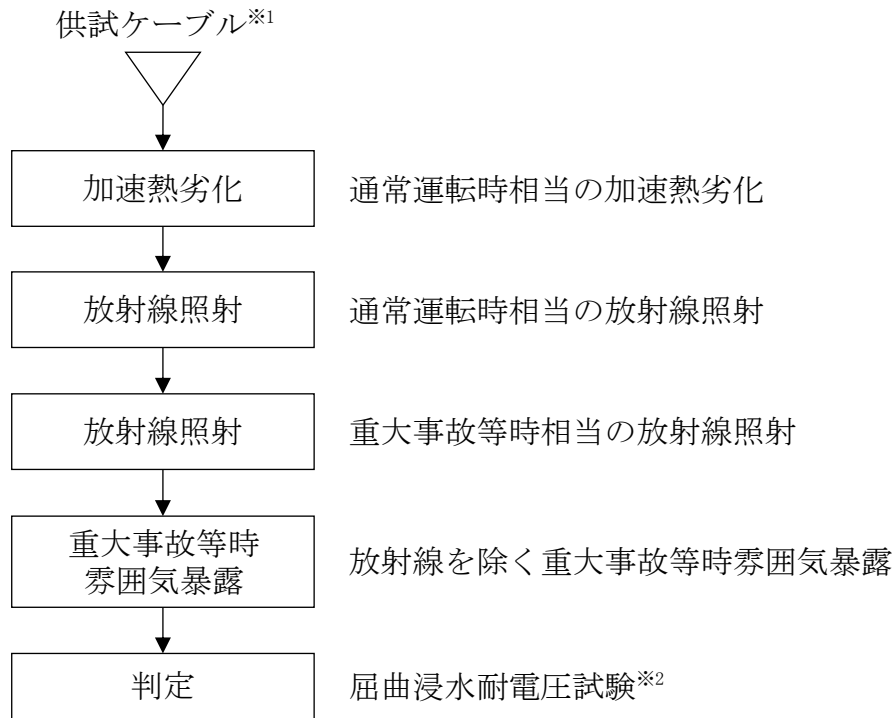 供試ケーブル※1
加速熱劣化
通常運転時相当の加速熱劣化
放射線照射
通常運転時相当の放射線照射
放射線照射
重大事故等時相当の放射線照射
重大事故等時
雰囲気暴露
放射線を除く重大事故等時雰囲気暴露
判定
屈曲浸水耐電圧試験※2